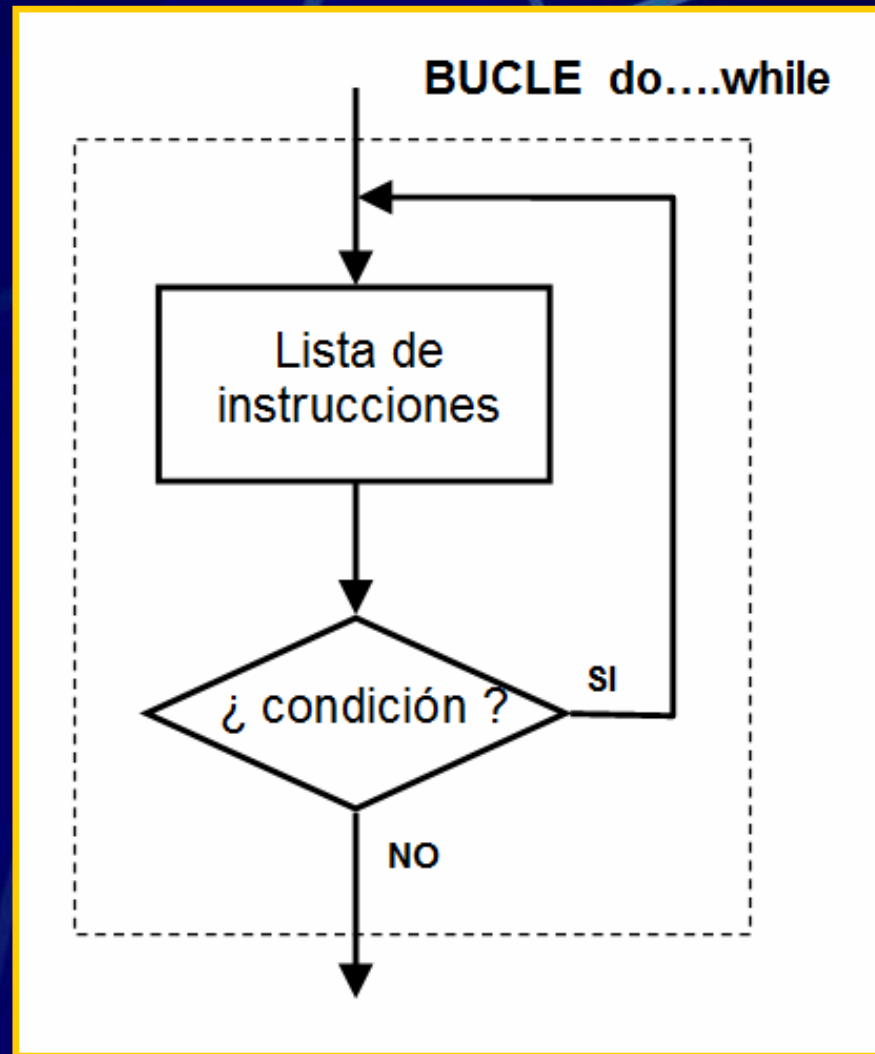 BUCLE do....while
Lista de
instrucciones
¿ condición ?
SI
NO